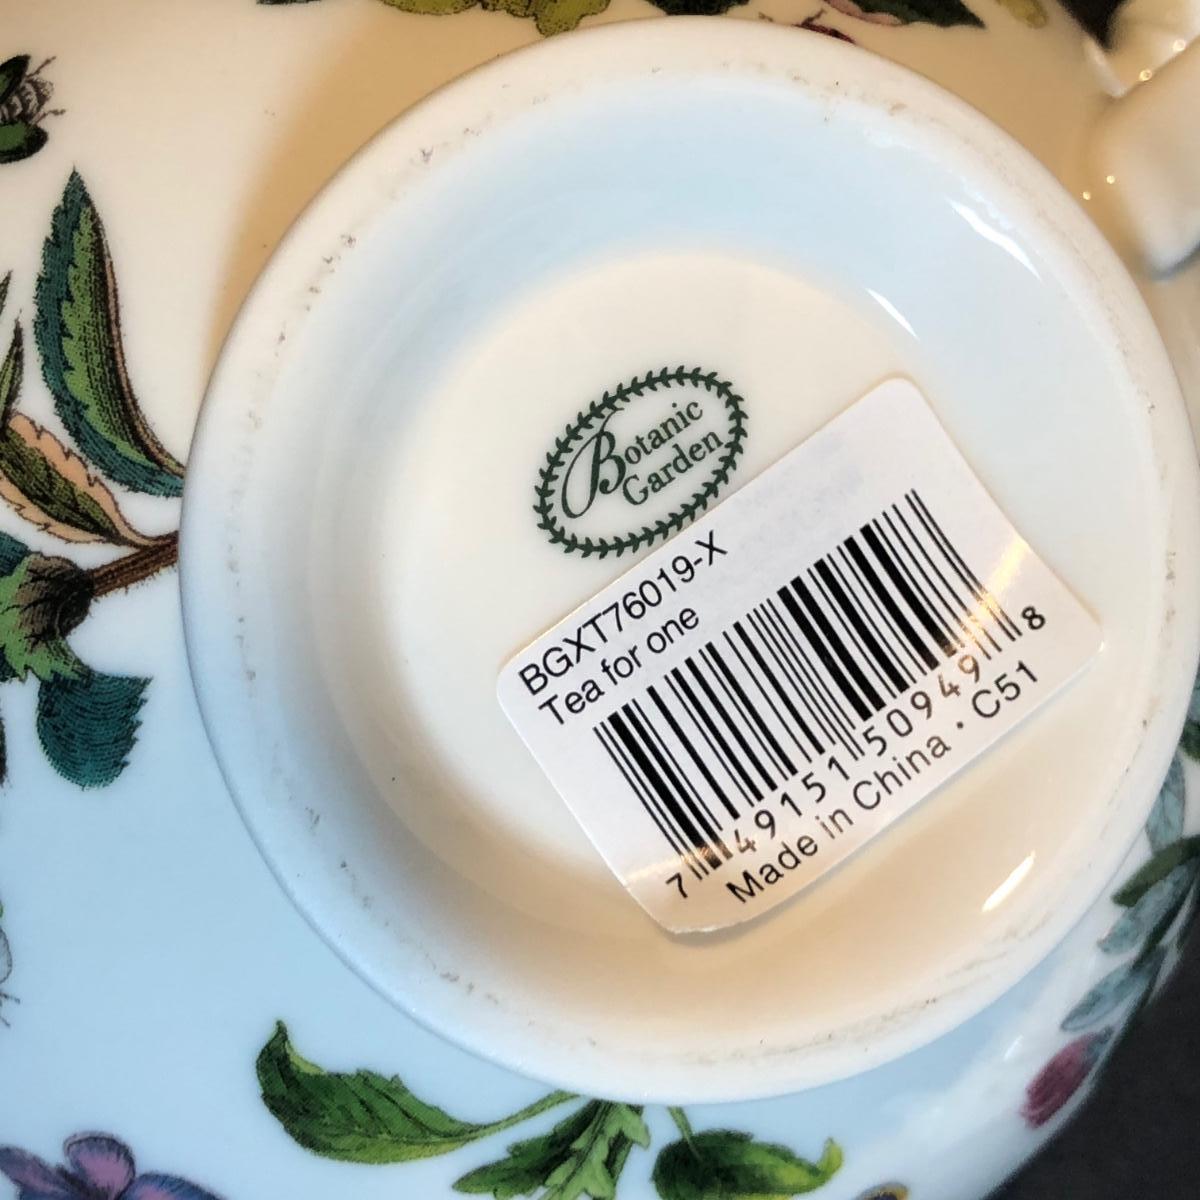 Botanic
Garden
BGXT76019-X
Tea for one
7 49151 50949 8
Made in China · C51